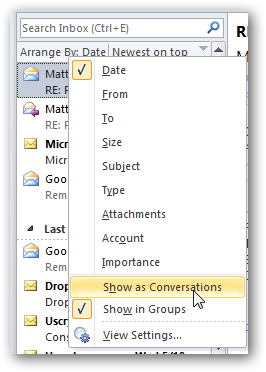 Search Inbox (Ctrl+E)
RE
Arrange By: Date Newest on top
Matt
RE: F
Date
From
Matt
RE: F
To
Micr
Micr
Size
Subject
Goo
Rem
Type
Attachments
Last
Account
Goo
Rem
Importance
Drop
Drop
Show as Conversations
Uscr
Show in Groups
View Settings...